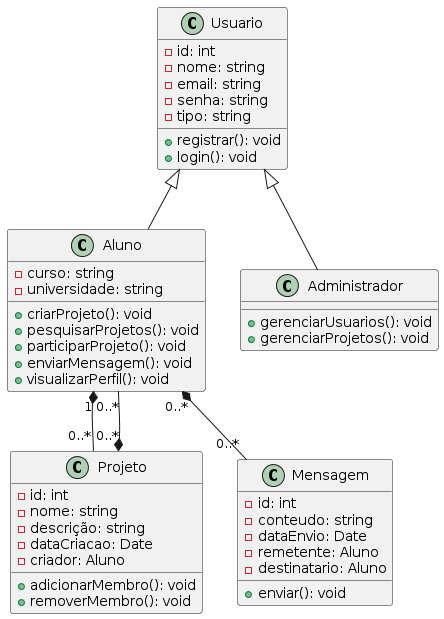 C Usuario
id: int
nome: string
email: string
senha: string
tipo: string
registrar(): void
login(): void
C Aluno
curso: string
universidade: string
criarProjeto(): void
pesquisarProjetos(): void
participarProjeto(): void
enviarMensagem(): void
visualizarPerfil(): void
C Administrador
gerenciarUsuarios(): void
gerenciarProjetos(): void
1 0..*
0..*
0..* 0..*
0..*
C Projeto
id: int
nome: string
descrição: string
dataCriacao: Date
criador: Aluno
adicionarMembro(): void
removerMembro(): void
C Mensagem
id: int
conteudo: string
dataEnvio: Date
remetente: Aluno
destinatario: Aluno
enviar(): void